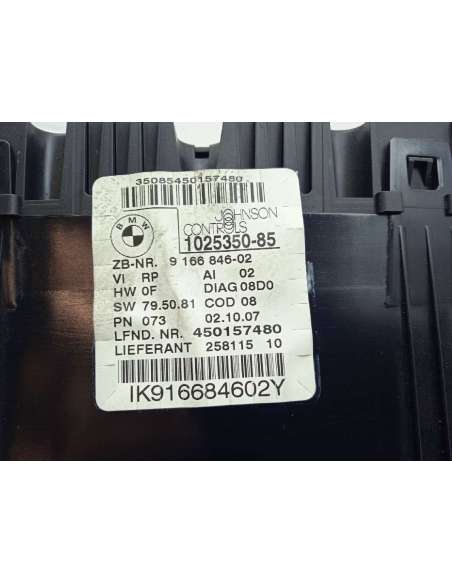 35085450157480
BMW
JOHNSON
CONTROLS
1025350-85
ZB-NR. 9 166 846-02
VI RP AI 02
HW 0F DIAG 08D0
SW 79.50.81 COD 08
PN 073 02.10.07
LFND. NR. 450157480
LIEFERANT 258115 10
IK916684602Y